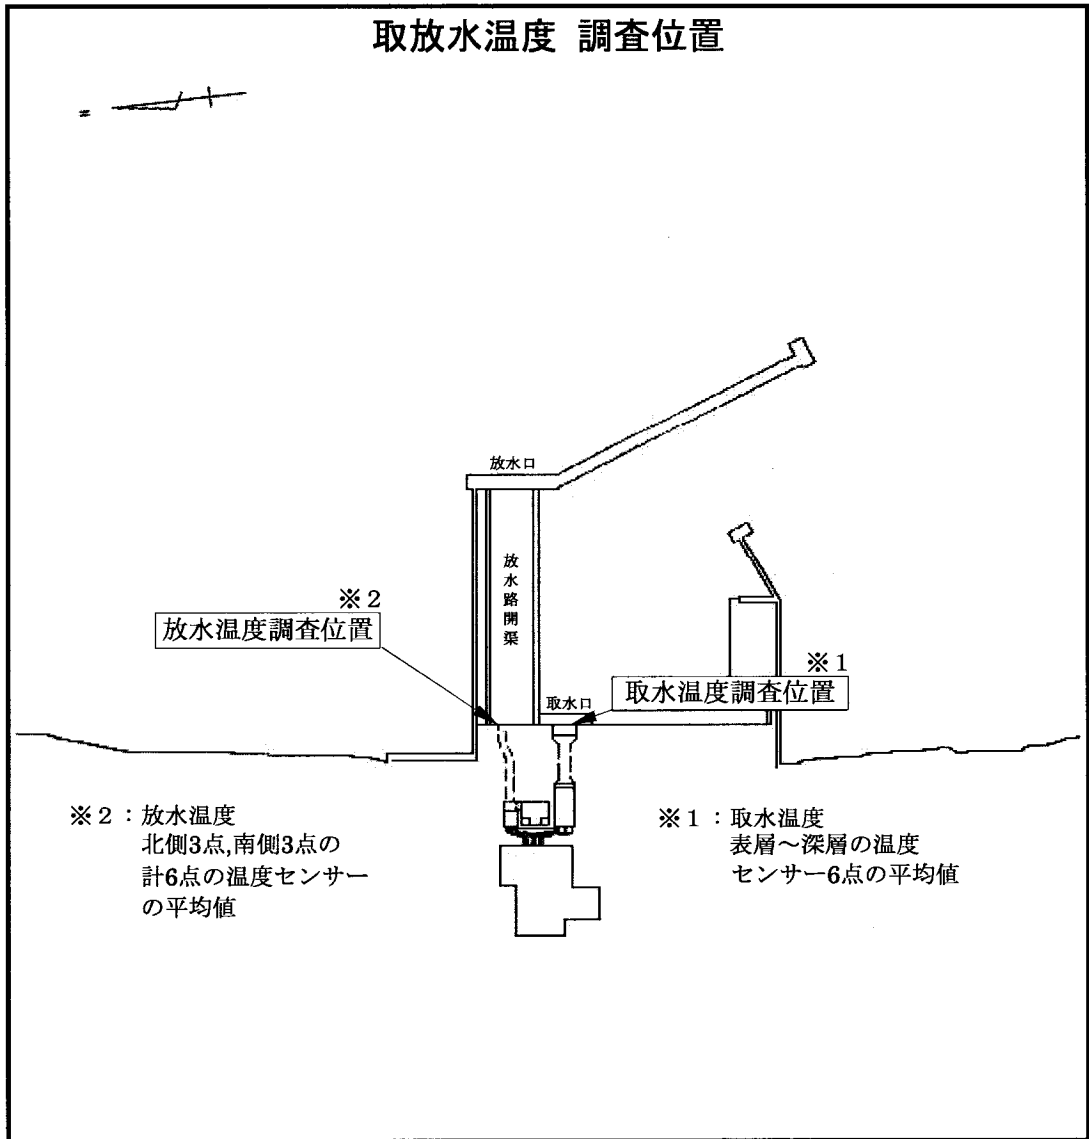 取放水温度 調査位置
放水口
放水路開渠
※2
放水温度調査位置
※1
取水温度調査位置
取水口
※2：放水温度
北側3点,南側3点の
計6点の温度センサー
の平均値
※1：取水温度
表層～深層の温度
センサー6点の平均値